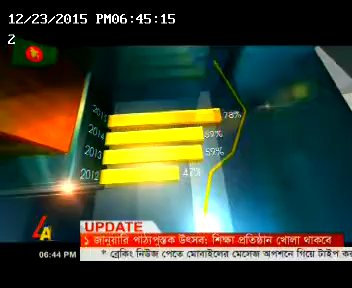 12/23/2015 PM06:45:15
2
2015 78%
2014 69%
2013 59%
2012 47%
UPDATE
১ জানুয়ারি পাঠ্যপুস্তক উৎসব: শিক্ষা প্রতিষ্ঠান খোলা থাকবে
06:44 PM * ব্রেকিং নিউজ পেতে মোবাইলের মেসেজ অপশনে গিয়ে টাইপ কর